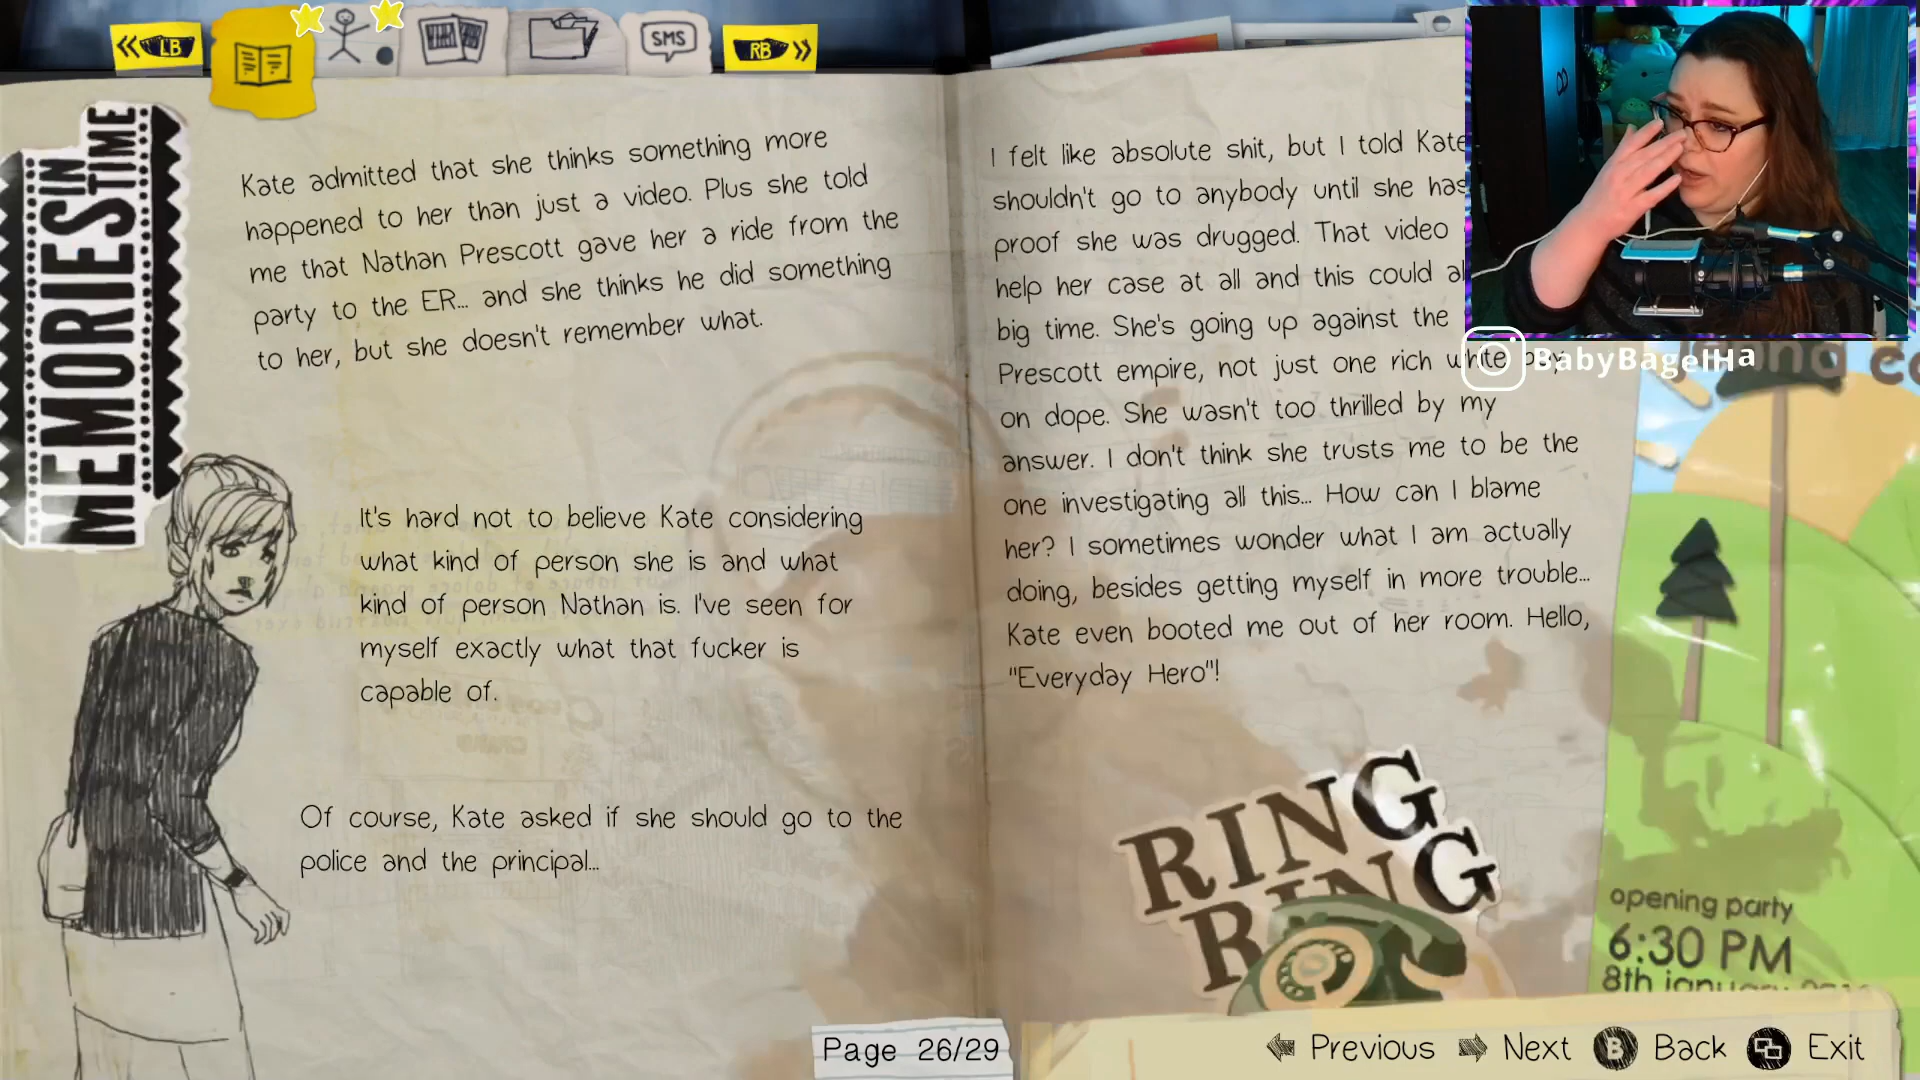 LB
SMS
RB
MEMORIES IN TIME
Kate admitted that she thinks something more
happened to her than just a video. Plus she told
me that Nathan Prescott gave her a ride from the
party to the ER... and she thinks he did something
to her, but she doesn't remember what.
It's hard not to believe Kate considering
what kind of person she is and what
kind of person Nathan is. I've seen for
myself exactly what that fucker is
capable of.
Of course, Kate asked if she should go to the
police and the principal...
I felt like absolute shit, but I told Kate
shouldn't go to anybody until she has
proof she was drugged. That video
help her case at all and this could
big time. She's going up against the
Prescott empire, not just one rich white
on dope. She wasn't too thrilled by my
answer. I don't think she trusts me to be the
one investigating all this... How can I blame
her? I sometimes wonder what I am actually
doing, besides getting myself in more trouble...
Kate even booted me out of her room. Hello,
"Everyday Hero"!
BabyBagelHa
RING
RING
opening party
6:30 PM
8th january
Page 26/29
Previous
Next
B Back
Exit